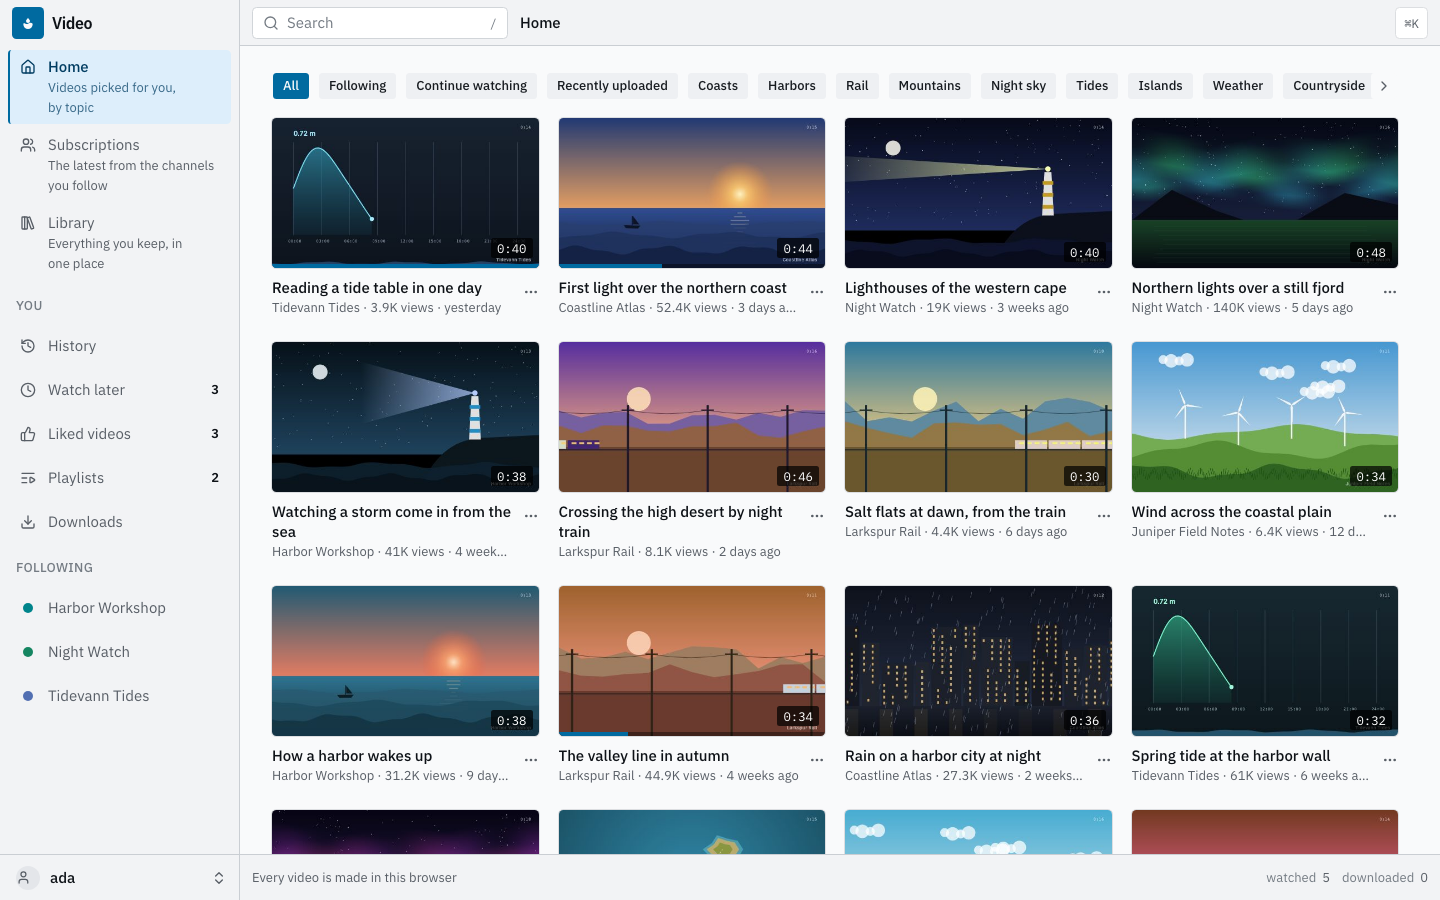 Video
Search /
Home
⌘K
Home
Videos picked for you,
by topic
Subscriptions
The latest from the channels
you follow
Library
Everything you keep, in
one place
YOU
History
Watch later 3
Liked videos 3
Playlists 2
Downloads
FOLLOWING
Harbor Workshop
Night Watch
Tidevann Tides
ada
All Following Continue watching Recently uploaded Coasts Harbors Rail Mountains Night sky Tides Islands Weather Countryside
0.72 m
0:40
Tidevann Tides
Reading a tide table in one day
Tidevann Tides · 3.9K views · yesterday
0:44
Coastline Atlas
First light over the northern coast
Coastline Atlas · 52.4K views · 3 days a…
0:40
Lighthouses of the western cape
Night Watch · 19K views · 3 weeks ago
0:48
Northern lights over a still fjord
Night Watch · 140K views · 5 days ago
0:38
Watching a storm come in from the
sea
Harbor Workshop · 41K views · 4 week…
0:46
Crossing the high desert by night
train
Larkspur Rail · 8.1K views · 2 days ago
0:30
Salt flats at dawn, from the train
Larkspur Rail · 4.4K views · 6 days ago
0:34
Wind across the coastal plain
Juniper Field Notes · 6.4K views · 12 d…
0:38
How a harbor wakes up
Harbor Workshop · 31.2K views · 9 day…
0:34
Larkspur Rail
The valley line in autumn
Larkspur Rail · 44.9K views · 4 weeks ago
0:36
Rain on a harbor city at night
Coastline Atlas · 27.3K views · 2 weeks…
0.72 m
0:32
Spring tide at the harbor wall
Tidevann Tides · 61K views · 6 weeks a…
Every video is made in this browser
watched 5 downloaded 0